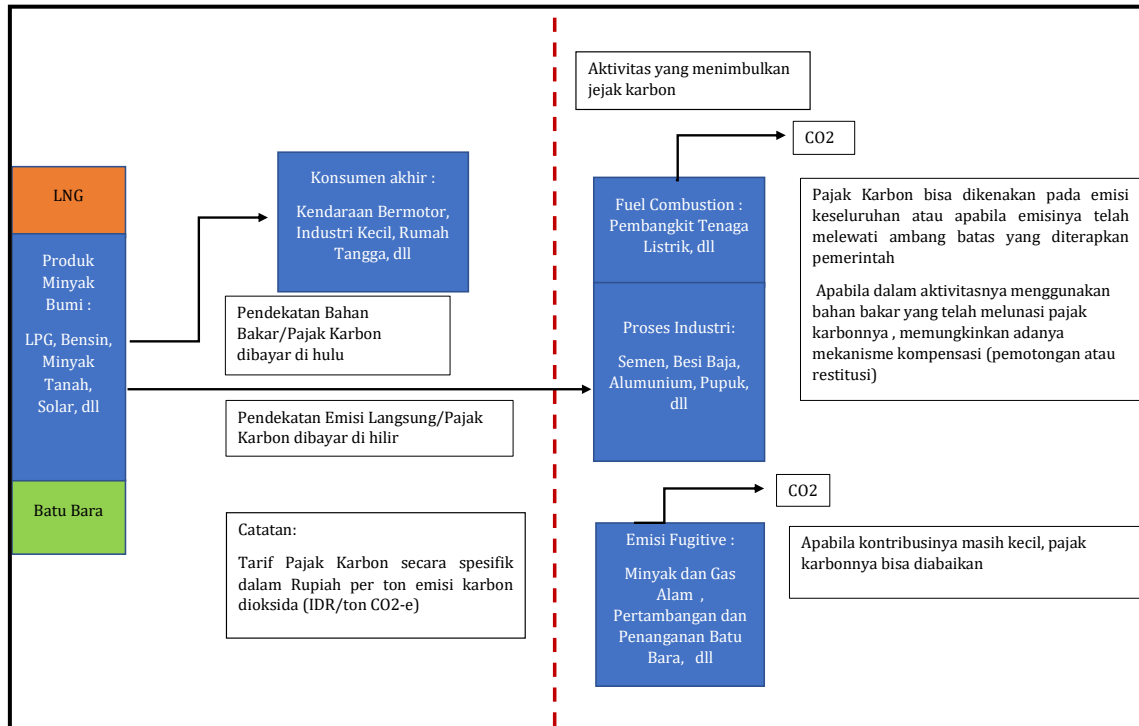 LNG
Produk
Minyak
Bumi :
LPG, Bensin,
Minyak
Tanah,
Solar, dll
Batu Bara
Konsumen akhir :
Kendaraan Bermotor,
Industri Kecil, Rumah
Tangga, dll
Pendekatan Bahan
Bakar/Pajak Karbon
dibayar di hulu
Pendekatan Emisi Langsung/Pajak
Karbon dibayar di hilir
Catatan:
Tarif Pajak Karbon secara spesifik
dalam Rupiah per ton emisi karbon
dioksida (IDR/ton CO2-e)
Aktivitas yang menimbulkan
jejak karbon
CO2
Fuel Combustion :
Pembangkit Tenaga
Listrik, dll
Proses Industri:
Semen, Besi Baja,
Alumunium, Pupuk,
dll
Pajak Karbon bisa dikenakan pada emisi
keseluruhan atau apabila emisinya telah
melewati ambang batas yang diterapkan
pemerintah
Apabila dalam aktivitasnya menggunakan
bahan bakar yang telah melunasi pajak
karbonnya , memungkinkan adanya
mekanisme kompensasi (pemotongan atau
restitusi)
CO2
Emisi Fugitive :
Minyak dan Gas
Alam ,
Pertambangan dan
Penanganan Batu
Bara, dll
Apabila kontribusinya masih kecil, pajak
karbonnya bisa diabaikan